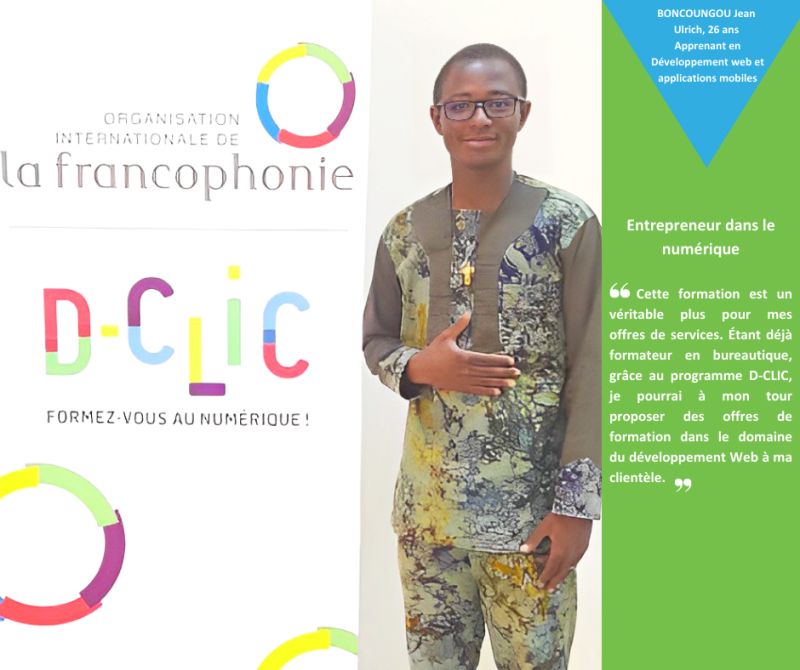 ORGANISATION
INTERNATIONALE DE
la francophonie
D-CLIC
FORMEZ-VOUS AU NUMÉRIQUE !
BONCOUNGOU Jean
Ulrich, 26 ans
Apprenant en
Développement web et
applications mobiles
Entrepreneur dans le
numérique
“ Cette formation est un
véritable plus pour mes
offres de services. Étant déjà
formateur en bureautique,
grâce au programme D-CLIC,
je pourrai à mon tour
proposer des offres de
formation dans le domaine
du développement Web à ma
clientèle. ”